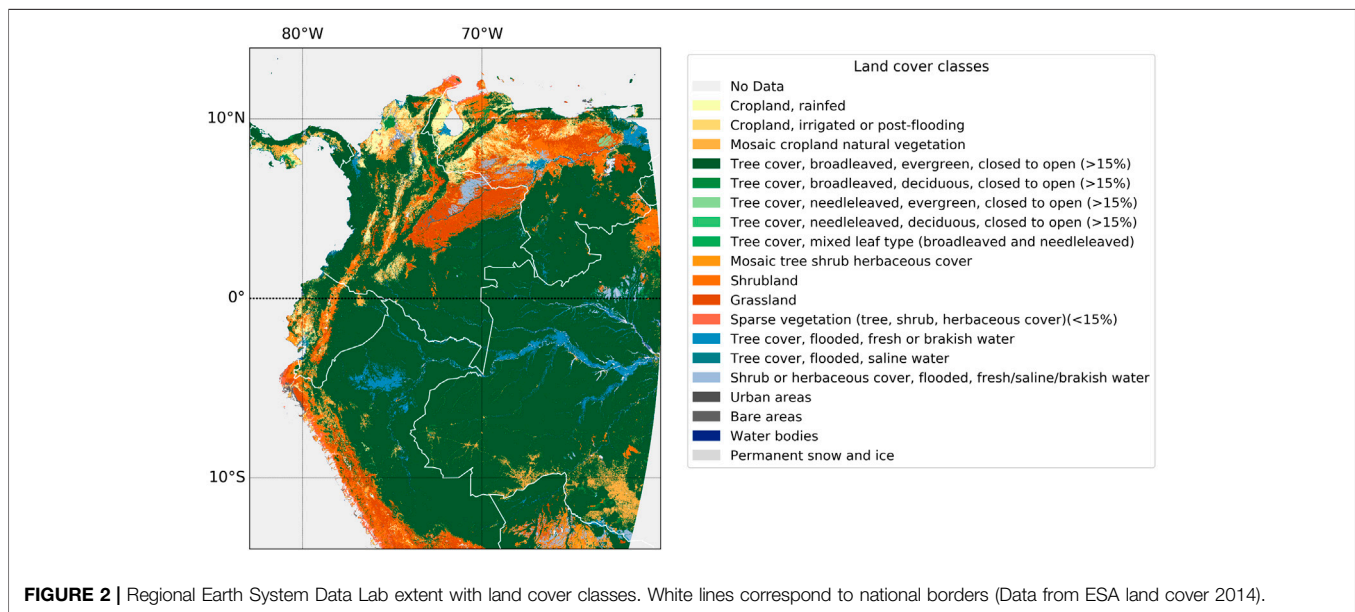 80°W 70°W
10°N
0°
10°S
Land cover classes
No Data
Cropland, rainfed
Cropland, irrigated or post-flooding
Mosaic cropland natural vegetation
Tree cover, broadleaved, evergreen, closed to open (>15%)
Tree cover, broadleaved, deciduous, closed to open (>15%)
Tree cover, needleleaved, evergreen, closed to open (>15%)
Tree cover, needleleaved, deciduous, closed to open (>15%)
Tree cover, mixed leaf type (broadleaved and needleleaved)
Mosaic tree shrub herbaceous cover
Shrubland
Grassland
Sparse vegetation (tree, shrub, herbaceous cover)(<15%)
Tree cover, flooded, fresh or brakish water
Tree cover, flooded, saline water
Shrub or herbaceous cover, flooded, fresh/saline/brakish water
Urban areas
Bare areas
Water bodies
Permanent snow and ice
FIGURE 2 | Regional Earth System Data Lab extent with land cover classes. White lines correspond to national borders (Data from ESA land cover 2014).